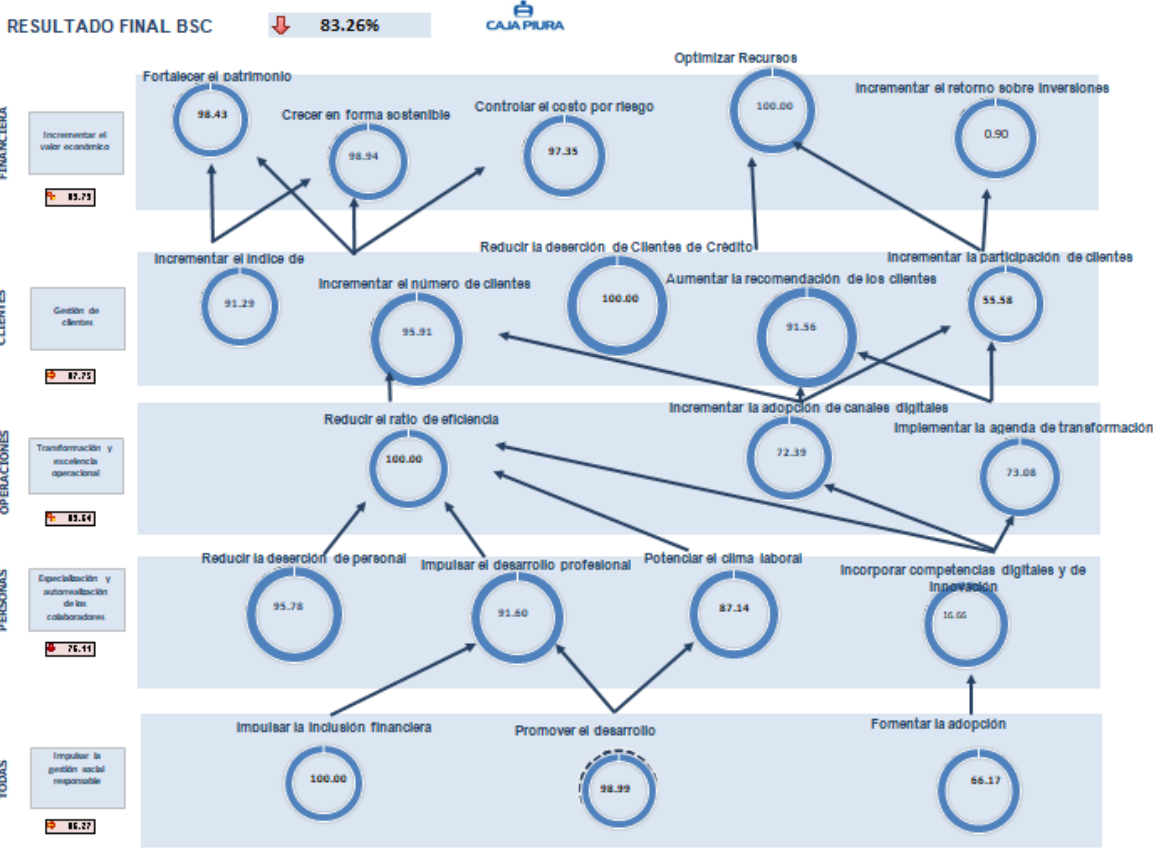 RESULTADO FINAL BSC
83.26%
CAJA PIURA
FINANCIERA
Incrementar el
valor económico
Fortalecer el patrimonio
98.43
Crecer en forma sostenible
98.94
Controlar el costo por riesgo
97.35
Optimizar Recursos
100.00
Incrementar el retorno sobre inversiones
0.90
CLIENTES
Gestión de
clientes
87.75
Incrementar el índice de
91.29
Incrementar el número de clientes
95.91
Reducir la deserción de Clientes de Crédito
100.00
Aumentar la recomendación de los clientes
91.56
Incrementar la participación de clientes
55.58
OPERACIONES
Transformación y
excelencia
operacional
Reducir el ratio de eficiencia
100.00
Incrementar la adopción de canales digitales
72.39
Implementar la agenda de transformación
73.08
PERSONAS
Especialización y
autorrealización
de los
colaboradores
Reducir la deserción de personal
95.78
Impulsar el desarrollo profesional
91.60
Potenciar el clima laboral
87.14
Incorporar competencias digitales y de
innovación
16.66
TODAS
Impulsar la
gestión social
responsable
86.27
Impulsar la inclusión financiera
100.00
Promover el desarrollo
98.99
Fomentar la adopción
66.17